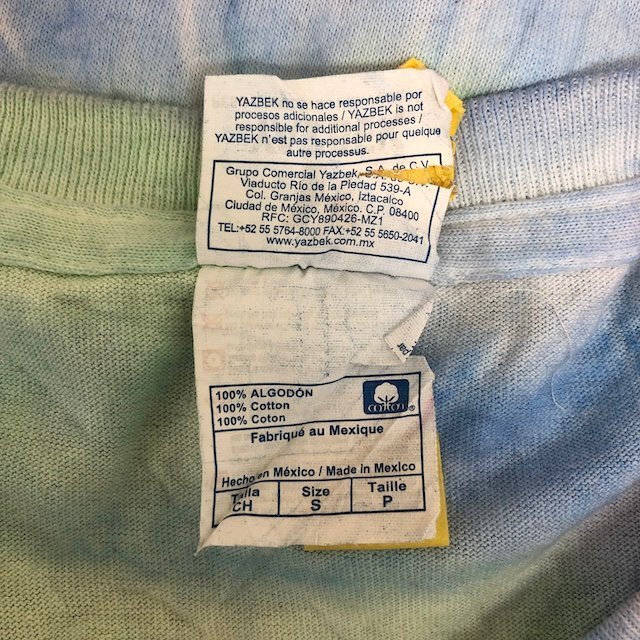 YAZBEK no se hace responsable por
procesos adicionales / YAZBEK is not
responsible for additional processes /
YAZBEK n'est pas responsable pour quelque
autre processus.
Grupo Comercial Yazbek, S.A. de C.V.
Viaducto Río de la Piedad 539-A
Col. Granjas México, Iztacalco
Ciudad de México, México. C.P. 08400
RFC: GCY890426-MZ1
TEL:+52 55 5764-8000 FAX:+52 55 5650-2041
www.yazbek.com.mx
par
100% ALGODÓN
100% Cotton
100% Coton
cotton®
Fabriqué au Mexique
Hecho en México / Made in Mexico
Talla Size Taille
CH S P